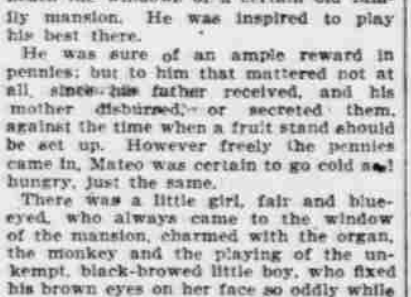 ily mansion. He was inspired to play
his best there.
He was sure of an ample reward in
pennies; but to him that mattered not at
all, since his father received, and his
mother disbursed, or secreted them,
against the time when a fruit stand should
be set up. However freely the pennies
came in, Mateo was certain to go cold and
hungry, just the same.
There was a little girl, fair and blue-
eyed, who always came to the window
of the mansion, charmed with the organ,
the monkey and the playing of the un-
kempt, black-browed little boy, who fixed
his brown eyes on her face so oddly while